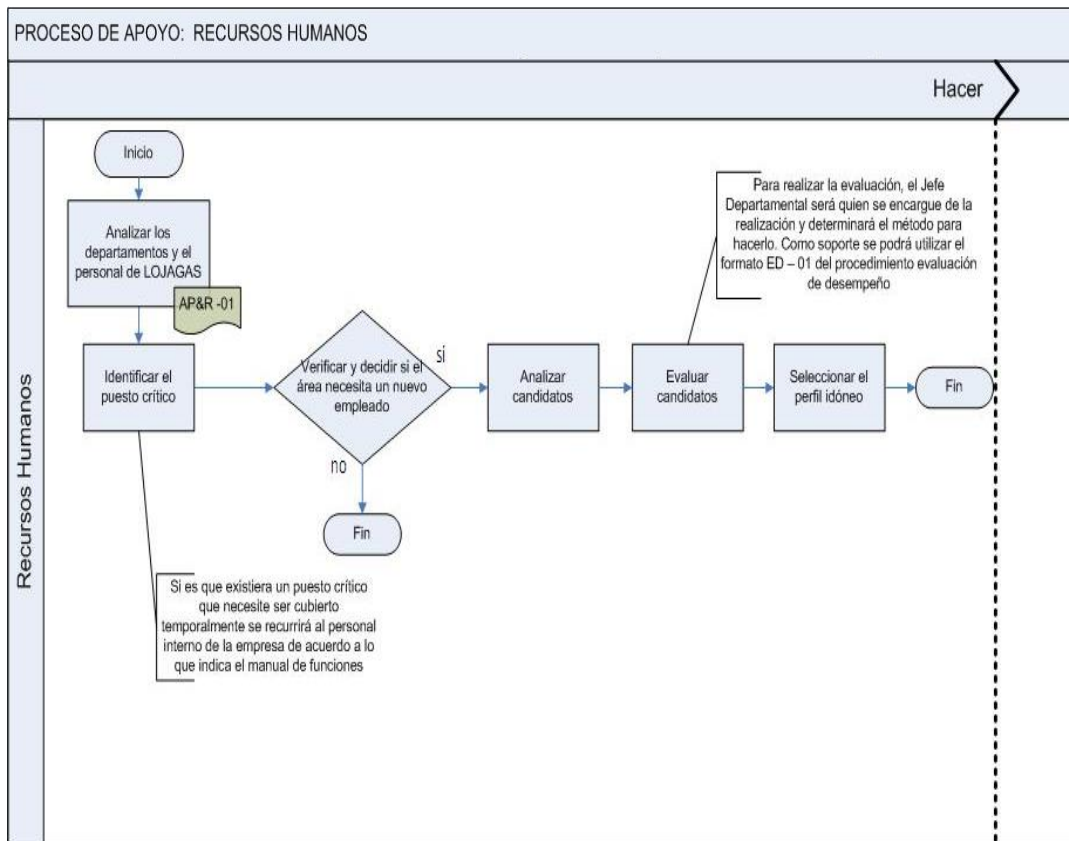 PROCESO DE APOYO: RECURSOS HUMANOS
Hacer
Recursos Humanos
Inicio
Analizar los
departamentos y el
personal de LOJAGAS
AP&R -01
Identificar el
puesto crítico
Verificar y decidir si el
área necesita un nuevo
empleado
si
no
Fin
Analizar
candidatos
Evaluar
candidatos
Seleccionar el
perfil idóneo
Fin
Para realizar la evaluación, el Jefe
Departamental será quien se encargue de la
realización y determinará el método para
hacerlo. Como soporte se podrá utilizar el
formato ED – 01 del procedimiento evaluación
de desempeño
Si es que existiera un puesto crítico
que necesite ser cubierto
temporalmente se recurrirá al personal
interno de la empresa de acuerdo a lo
que indica el manual de funciones